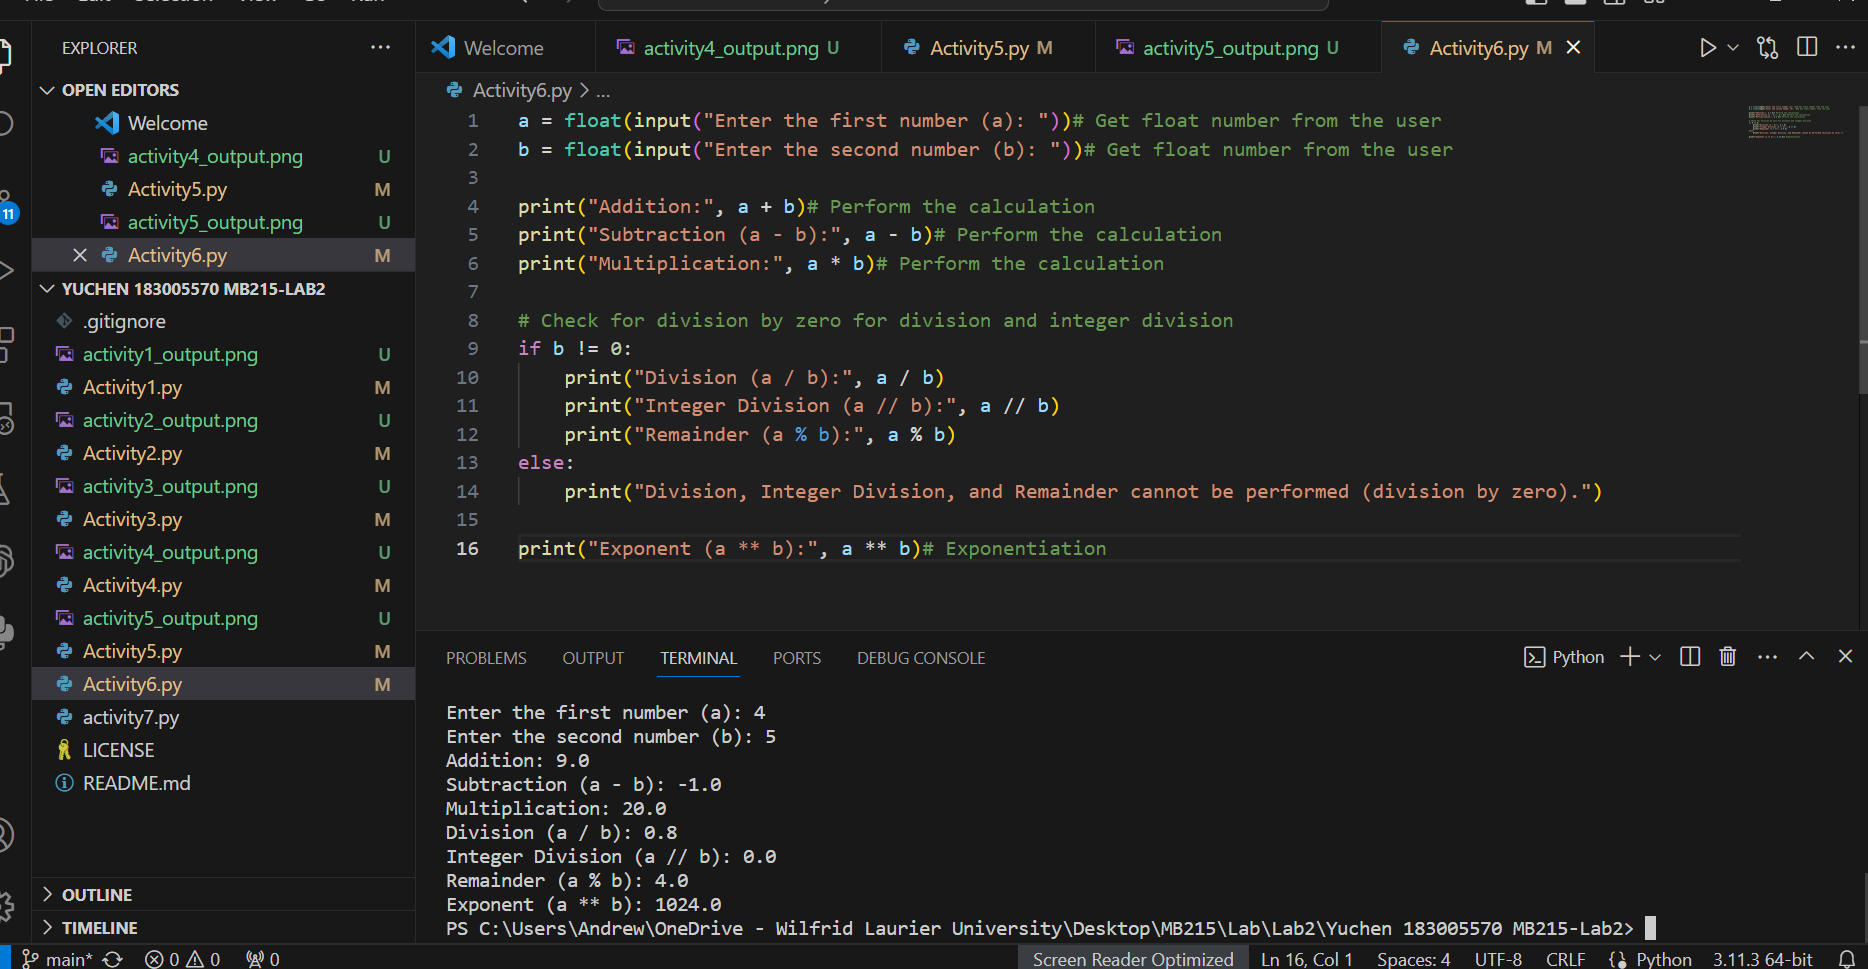 EXPLORER
OPEN EDITORS
Welcome
activity4_output.png U
Activity5.py M
activity5_output.png U
Activity6.py M
YUCHEN 183005570 MB215-LAB2
.gitignore
activity1_output.png U
Activity1.py M
activity2_output.png U
Activity2.py M
activity3_output.png U
Activity3.py M
activity4_output.png U
Activity4.py M
activity5_output.png U
Activity5.py M
Activity6.py M
activity7.py
LICENSE
README.md
OUTLINE
TIMELINE
11
Welcome
activity4_output.png U
Activity5.py M
activity5_output.png U
Activity6.py M
Activity6.py > ...
1 a = float(input("Enter the first number (a): "))# Get float number from the user
2 b = float(input("Enter the second number (b): "))# Get float number from the user
3
4 print("Addition:", a + b)# Perform the calculation
5 print("Subtraction (a - b):", a - b)# Perform the calculation
6 print("Multiplication:", a * b)# Perform the calculation
7
8 # Check for division by zero for division and integer division
9 if b != 0:
10 print("Division (a / b):", a / b)
11 print("Integer Division (a // b):", a // b)
12 print("Remainder (a % b):", a % b)
13 else:
14 print("Division, Integer Division, and Remainder cannot be performed (division by zero).")
15
16 print("Exponent (a ** b):", a ** b)# Exponentiation
PROBLEMS OUTPUT TERMINAL PORTS DEBUG CONSOLE
Python
Enter the first number (a): 4
Enter the second number (b): 5
Addition: 9.0
Subtraction (a - b): -1.0
Multiplication: 20.0
Division (a / b): 0.8
Integer Division (a // b): 0.0
Remainder (a % b): 4.0
Exponent (a ** b): 1024.0
PS C:\Users\Andrew\OneDrive - Wilfrid Laurier University\Desktop\MB215\Lab\Lab2\Yuchen 183005570 MB215-Lab2>
main* 0 0 0 Screen Reader Optimized Ln 16, Col 1 Spaces: 4 UTF-8 CRLF Python 3.11.3 64-bit